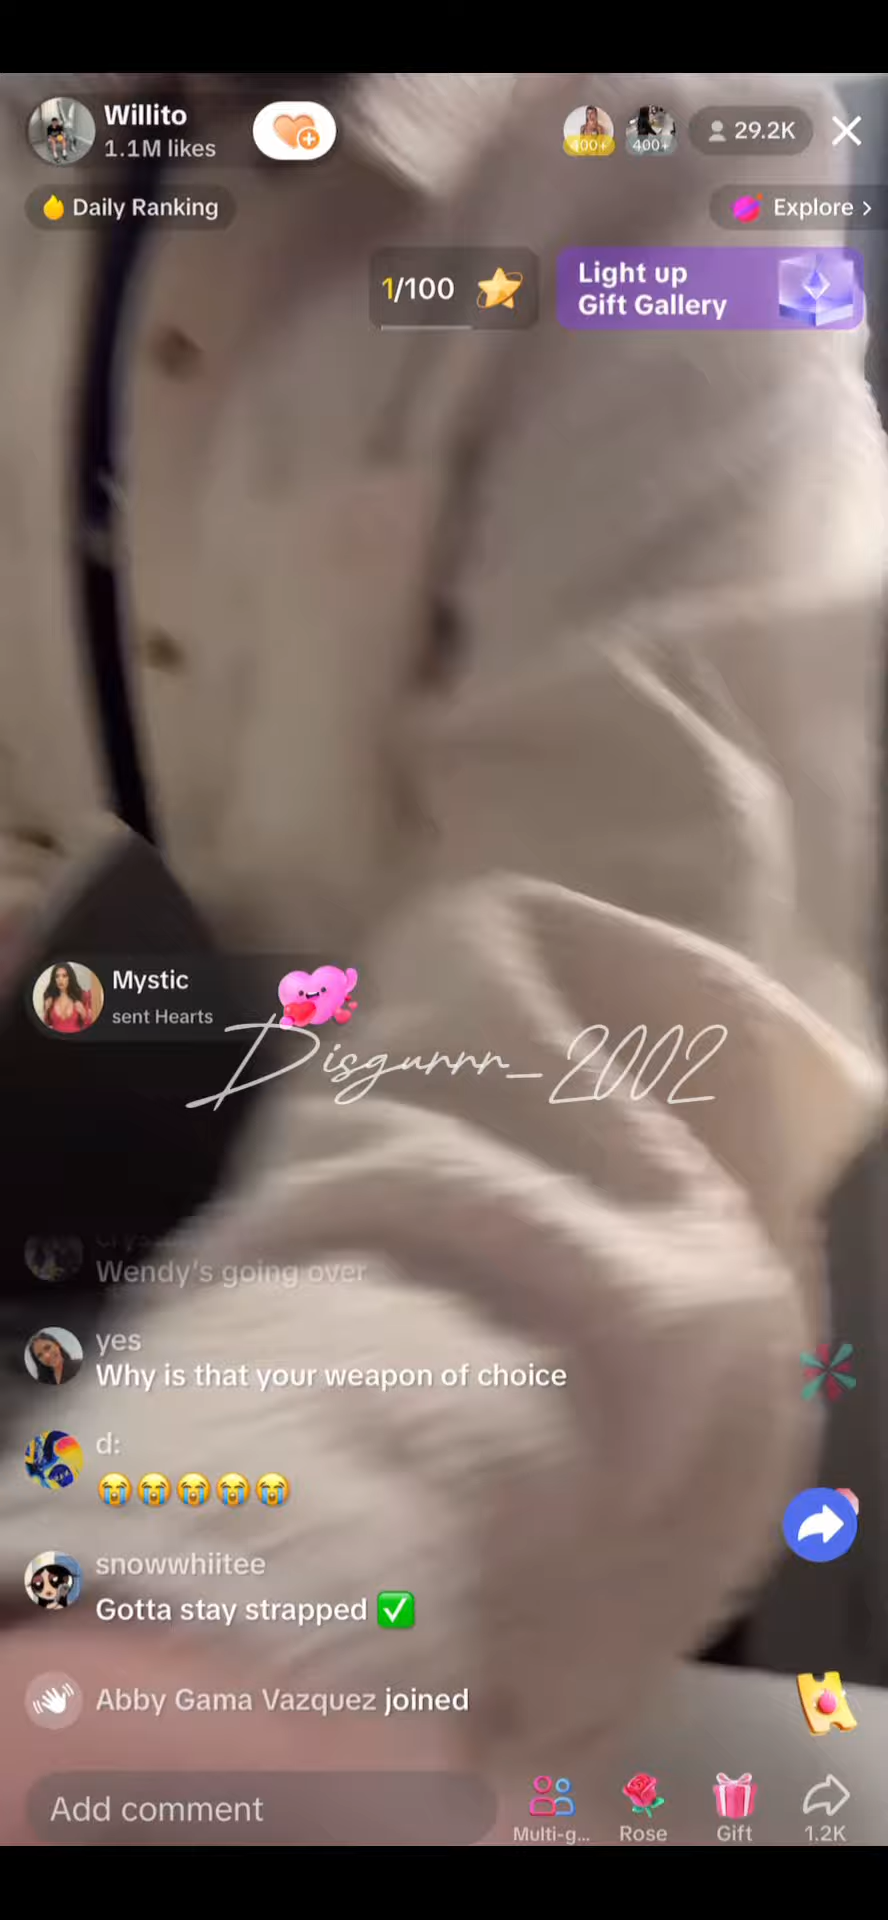 Willito
1.1M likes
400+
400+
29.2K
Daily Ranking
Explore >
1/100
Light up
Gift Gallery
Mystic
sent Hearts
Disgurrr_2002
Wendy's going over
yes
Why is that your weapon of choice
d:
😭😭😭😭😭
snowwhiitee
Gotta stay strapped ✅
Abby Gama Vazquez joined
Add comment
Multi-g...
Rose
Gift
1.2K